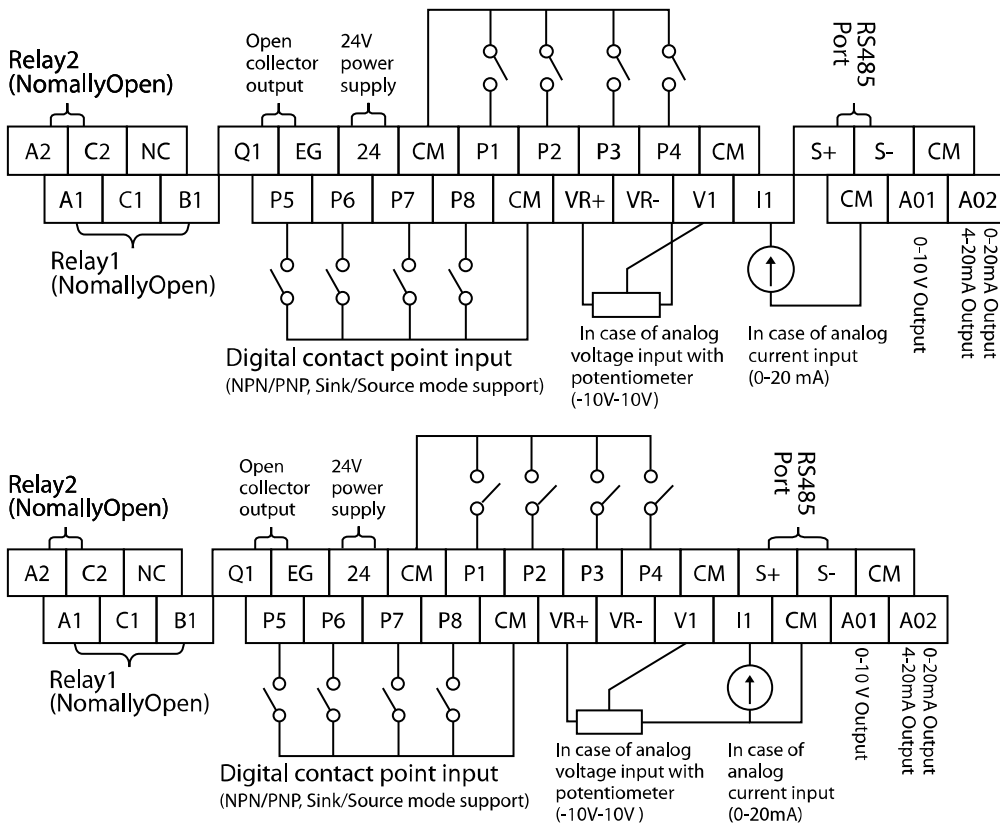 Relay2
(NomallyOpen)
Open
collector
output
24V
power
supply
RS485
Port
A2 C2 NC Q1 EG 24 CM P1 P2 P3 P4 CM S+ S- CM
A1 C1 B1 P5 P6 P7 P8 CM VR+ VR- V1 I1 CM A01 A02
Relay1
(NomallyOpen)
Digital contact point input
(NPN/PNP, Sink/Source mode support)
In case of analog
voltage input with
potentiometer
(-10V-10V)
In case of analog
current input
(0-20 mA)
0-10 V Output
0-20mA Output
4-20mA Output
Relay2
(NomallyOpen)
Open
collector
output
24V
power
supply
RS485
Port
A2 C2 NC Q1 EG 24 CM P1 P2 P3 P4 CM S+ S- CM
A1 C1 B1 P5 P6 P7 P8 CM VR+ VR- V1 I1 CM A01 A02
Relay1
(NomallyOpen)
Digital contact point input
(NPN/PNP, Sink/Source mode support)
In case of analog
voltage input with
potentiometer
(-10V-10V )
In case of
analog
current input
(0-20mA)
0-10 V Output
0-20mA Output
4-20mA Output